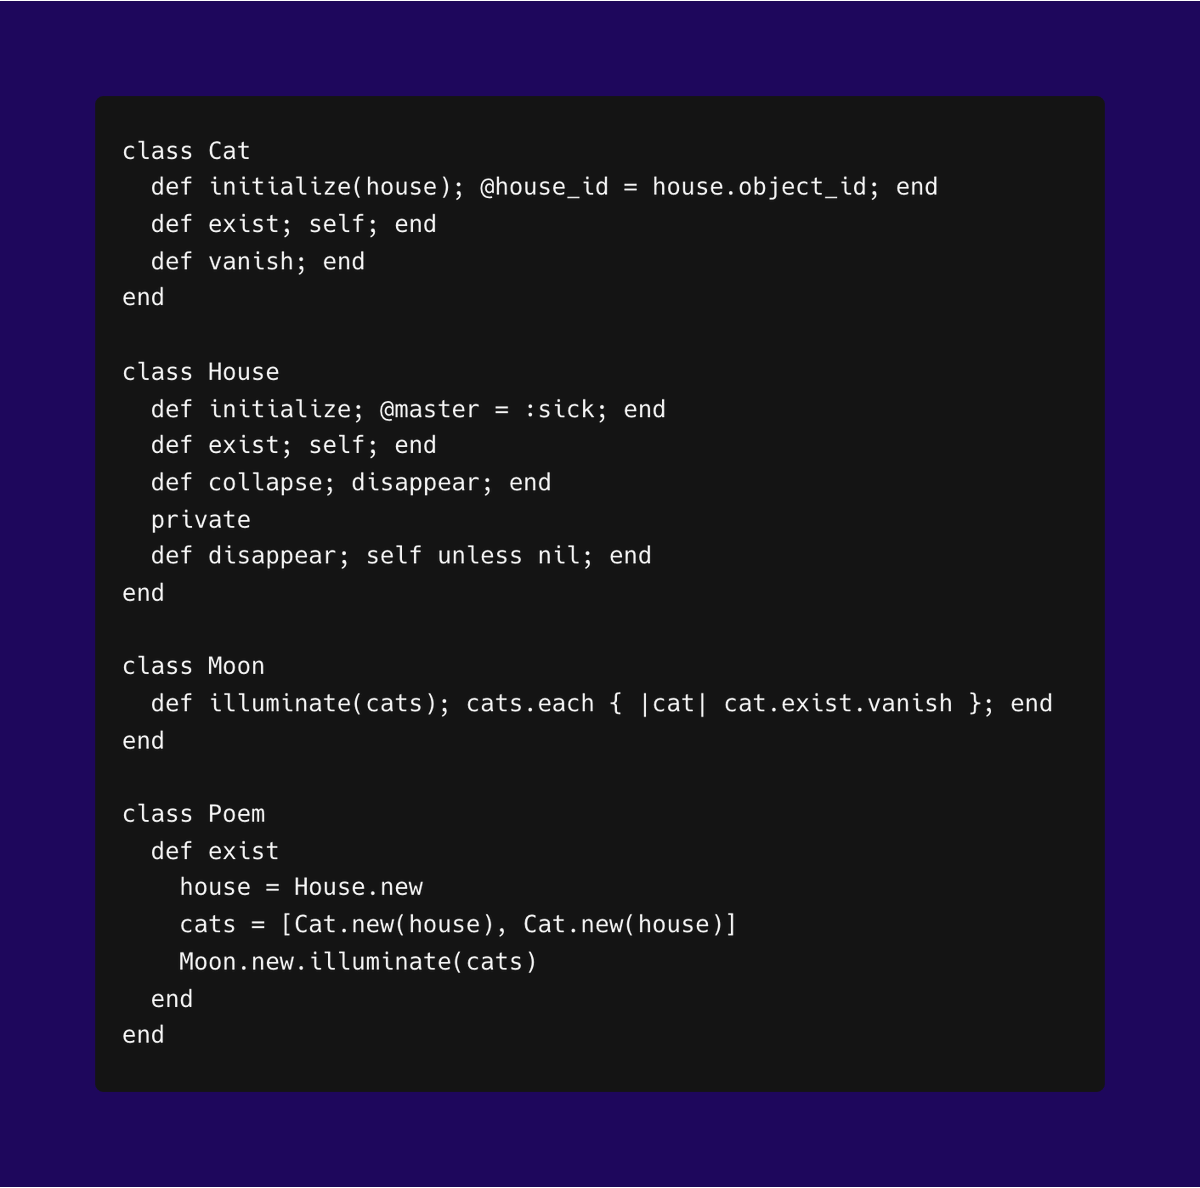 class Cat
  def initialize(house); @house_id = house.object_id; end
  def exist; self; end
  def vanish; end
end

class House
  def initialize; @master = :sick; end
  def exist; self; end
  def collapse; disappear; end
  private
  def disappear; self unless nil; end
end

class Moon
  def illuminate(cats); cats.each { |cat| cat.exist.vanish }; end
end

class Poem
  def exist
    house = House.new
    cats = [Cat.new(house), Cat.new(house)]
    Moon.new.illuminate(cats)
  end
end